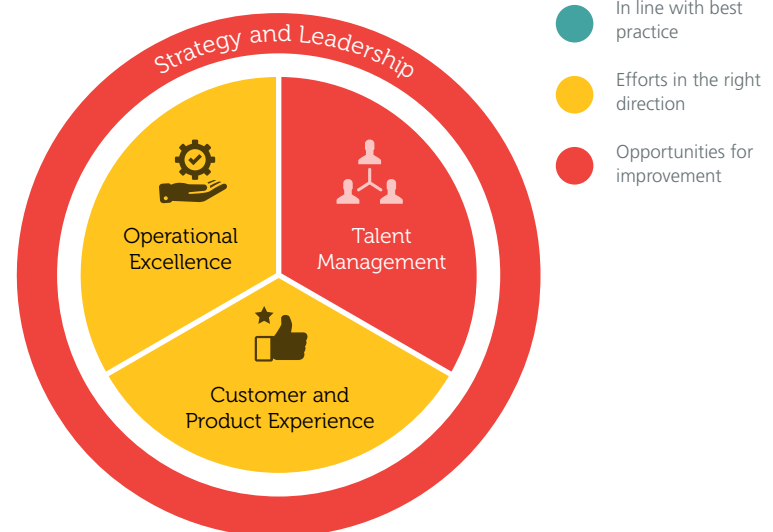 Strategy and Leadership
Operational
Excellence
Talent
Management
Customer and
Product Experience
In line with best
practice
Efforts in the right
direction
Opportunities for
improvement